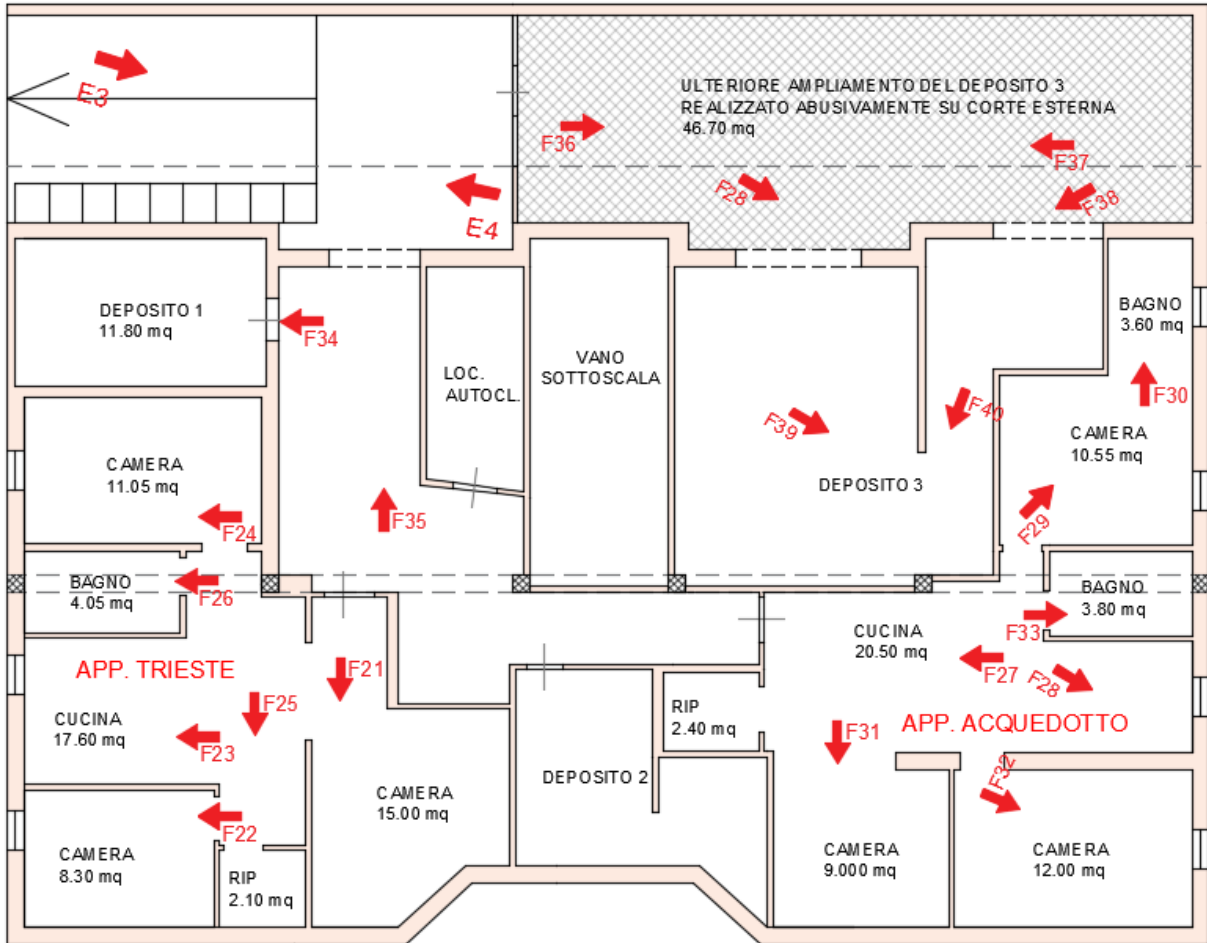 E3
ULTERIORE AMPLIAMENTO DEL DEPOSITO 3
REALIZZATO ABUSIVAMENTE SU CORTE ESTERNA
46.70 mq
F36
F37
F28
F38
E4
DEPOSITO 1
11.80 mq
F34
LOC.
AUTOCL.
VANO
SOTTOSCALA
BAGNO
3.60 mq
F30
F39
F40
CAMERA
10.55 mq
CAMERA
11.05 mq
DEPOSITO 3
F24
F35
F29
BAGNO
4.05 mq
F26
BAGNO
3.80 mq
F33
CUCINA
20.50 mq
APP. TRIESTE
F21
F27
F28
F25
CUCINA
17.60 mq
F23
RIP
2.40 mq
F31
APP. ACQUEDOTTO
F32
DEPOSITO 2
CAMERA
15.00 mq
F22
CAMERA
8.30 mq
RIP
2.10 mq
CAMERA
9.000 mq
CAMERA
12.00 mq